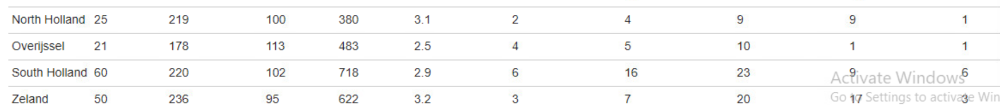 North Holland 25 219 100 380 3.1 2 4 9 9 1
Overijssel 21 178 113 483 2.5 4 5 10 1 1
South Holland 60 220 102 718 2.9 6 16 23 9 6
Activate Windows
Zeland 50 236 95 622 3.2 3 7 20 17 3
Go to Settings to activate Win